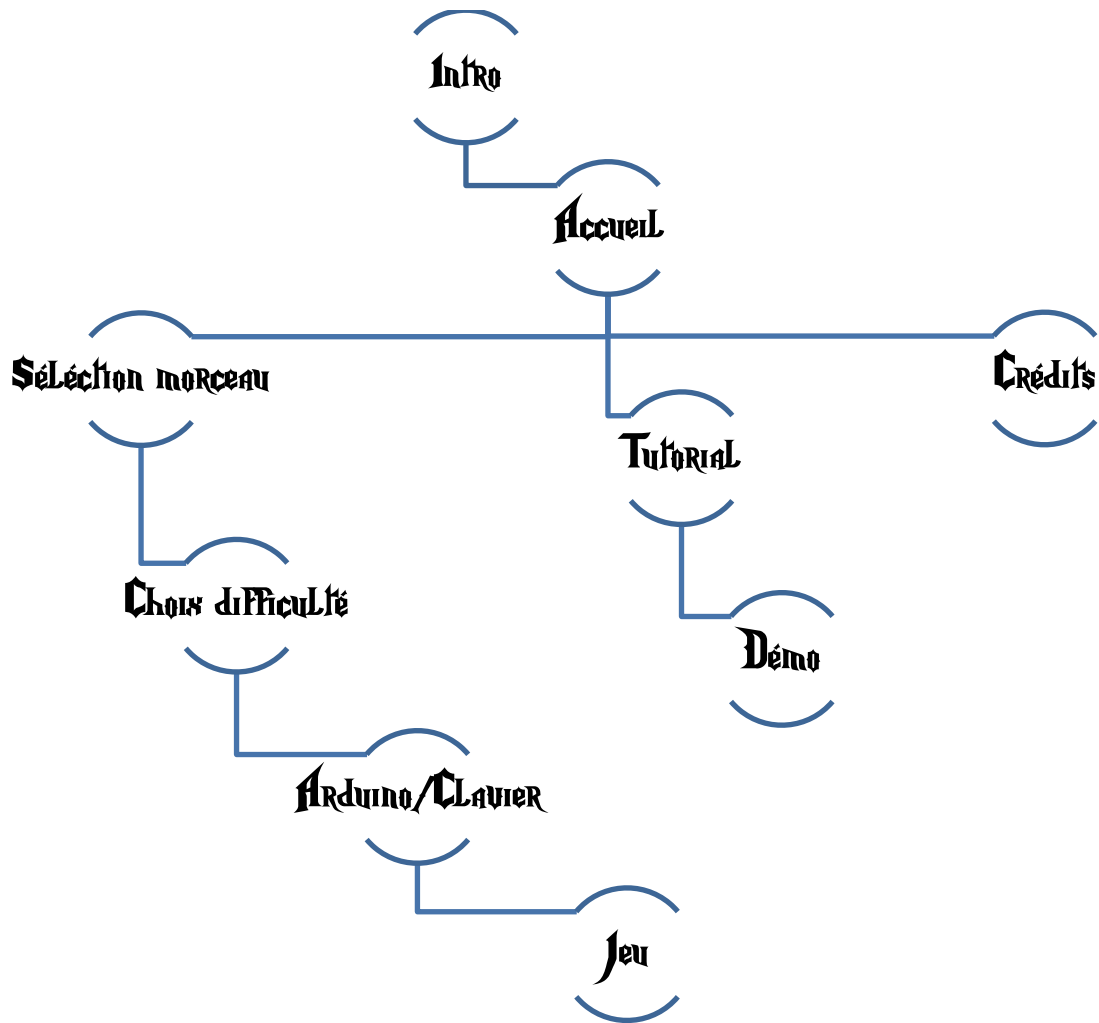 Intro
Accueil
Séléction morceau
Crédits
Tutorial
Choix difficulté
Démo
Arduino/Clavier
Jeu